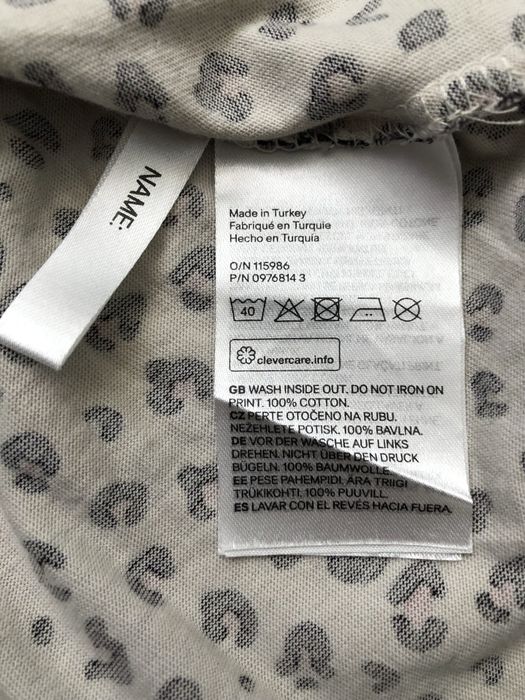 NAME:
Made in Turkey
Fabriqué en Turquie
Hecho en Turquía
O/N 115986
P/N 0976814 3
40
clevercare.info
GB WASH INSIDE OUT. DO NOT IRON ON
PRINT. 100% COTTON.
CZ PERTE OTOČENO NA RUBU.
NEŽEHLETE POTISK. 100% BAVLNA.
DE VOR DER WÄSCHE AUF LINKS
DREHEN. NICHT ÜBER DEN DRUCK
BÜGELN. 100% BAUMWOLLE
EE PESE PAHEMPIDI. ÄRA TRIIGI
TRÜKIKOHTI. 100% PUUVILL.
ES LAVAR CON EL REVÉS HACIA FUERA.